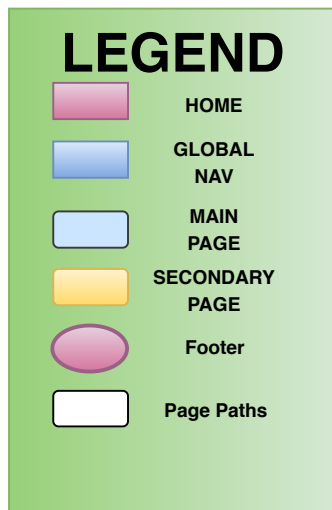 LEGEND
HOME
GLOBAL
NAV
MAIN
PAGE
SECONDARY
PAGE
Footer
Page Paths